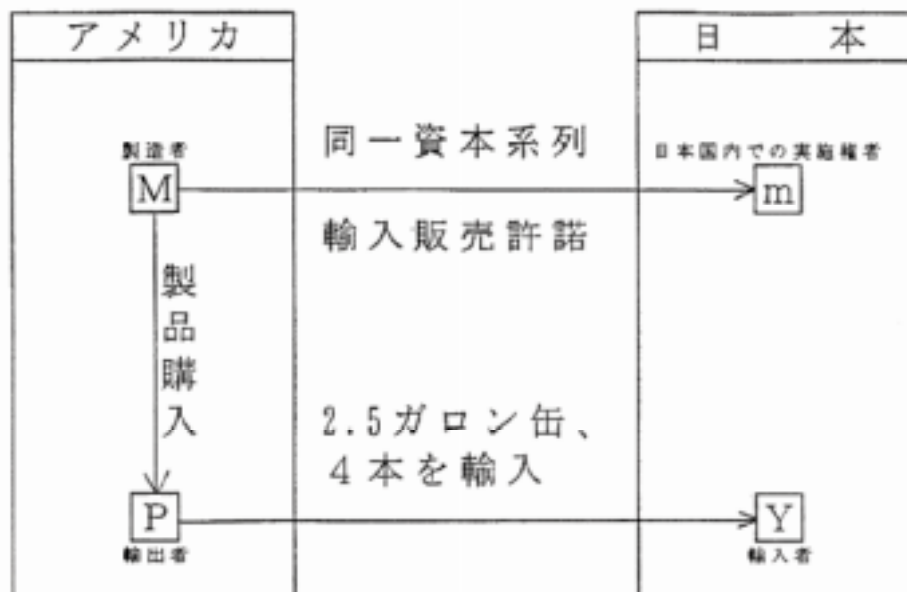 アメリカ
日本
同一資本系列
製造者
日本国内での実施権者
M
m
輸入販売許諾
製品購入
2.5ガロン缶、
4本を輸入
P
Y
輸出者
輸入者